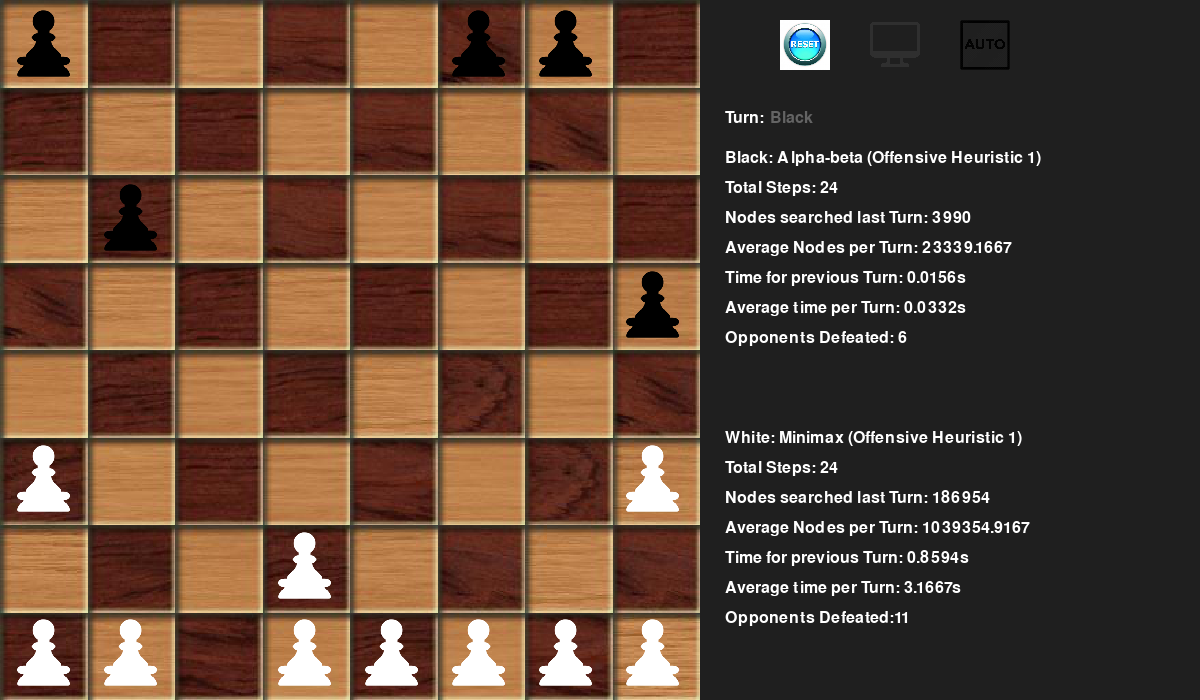 RESET
AUTO
Turn: Black
Black: Alpha-beta (Offensive Heuristic 1)
Total Steps: 24
Nodes searched last Turn: 3990
Average Nodes per Turn: 23339.1667
Time for previous Turn: 0.0156s
Average time per Turn: 0.0332s
Opponents Defeated: 6
White: Minimax (Offensive Heuristic 1)
Total Steps: 24
Nodes searched last Turn: 186954
Average Nodes per Turn: 1039354.9167
Time for previous Turn: 0.8594s
Average time per Turn: 3.1667s
Opponents Defeated:11